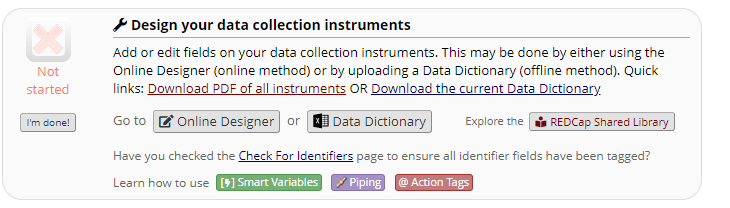 Design your data collection instruments
Not started
Add or edit fields on your data collection instruments. This may be done by either using the
Online Designer (online method) or by uploading a Data Dictionary (offline method). Quick
links: Download PDF of all instruments OR Download the current Data Dictionary
I'm done!
Go to Online Designer or Data Dictionary Explore the REDCap Shared Library
Have you checked the Check For Identifiers page to ensure all identifier fields have been tagged?
Learn how to use [⚡] Smart Variables Piping @ Action Tags